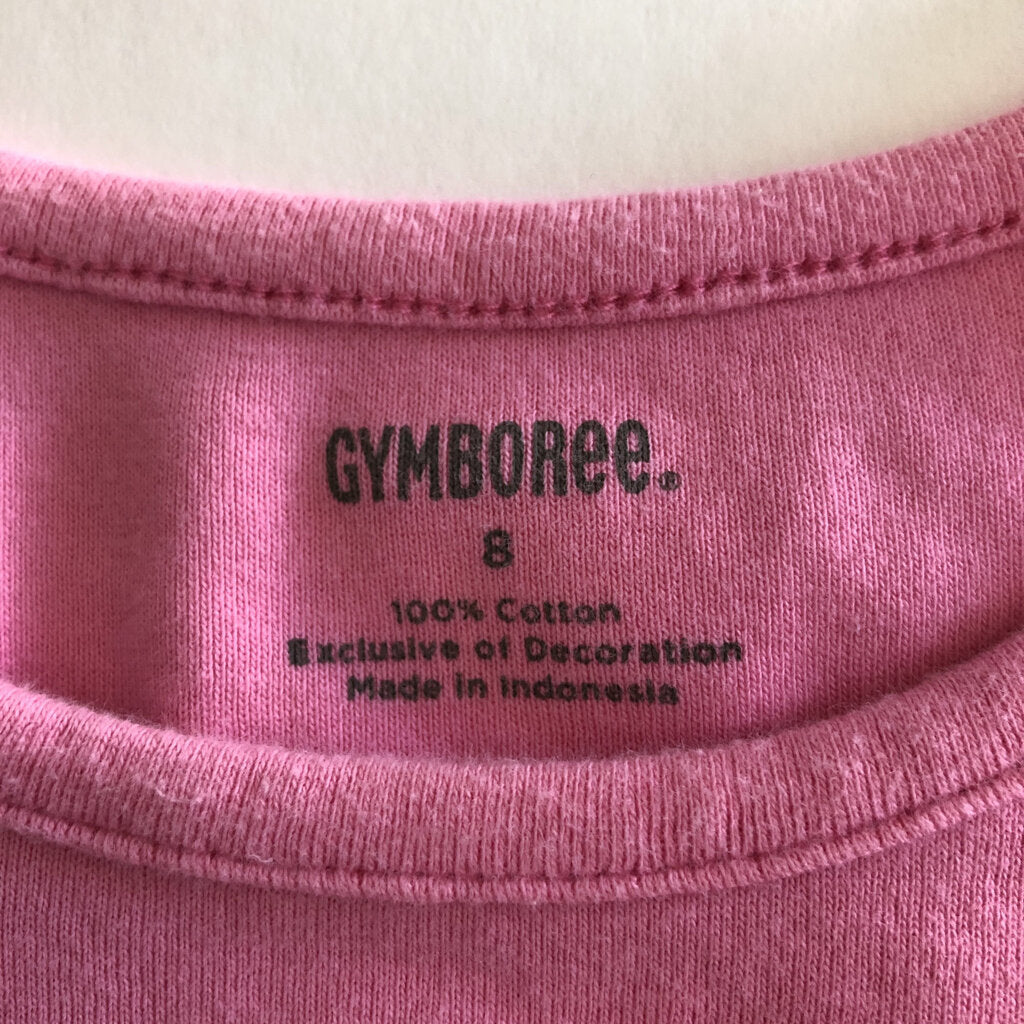 GYMBOREE.
8
100% Cotton
Exclusive of Decoration
Made in Indonesia